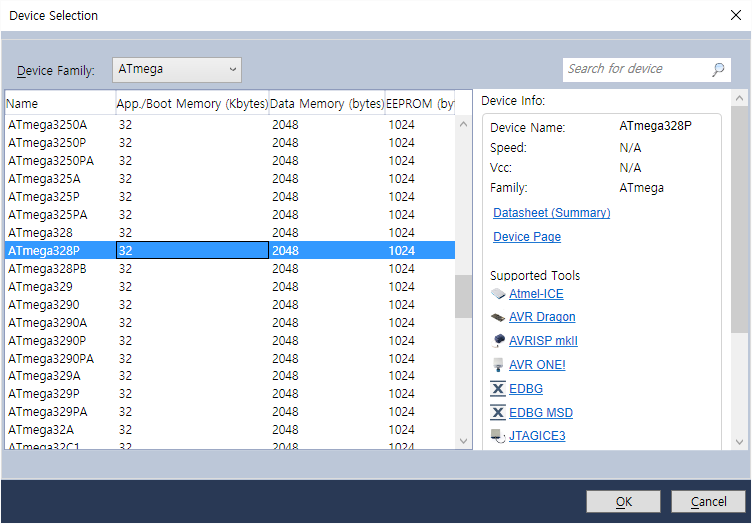 Device Selection
Device Family: ATmega Search for device
Name App./Boot Memory (Kbytes) Data Memory (bytes) EEPROM (by
ATmega3250A 32 2048 1024
ATmega3250P 32 2048 1024
ATmega3250PA 32 2048 1024
ATmega325A 32 2048 1024
ATmega325P 32 2048 1024
ATmega325PA 32 2048 1024
ATmega328 32 2048 1024
ATmega328P 32 2048 1024
ATmega328PB 32 2048 1024
ATmega329 32 2048 1024
ATmega3290 32 2048 1024
ATmega3290A 32 2048 1024
ATmega3290P 32 2048 1024
ATmega3290PA 32 2048 1024
ATmega329A 32 2048 1024
ATmega329P 32 2048 1024
ATmega329PA 32 2048 1024
ATmega32A 32 2048 1024
ATmega32C1 32 2048 1024
Device Info:
Device Name: ATmega328P
Speed: N/A
Vcc: N/A
Family: ATmega
Datasheet (Summary)
Device Page
Supported Tools
Atmel-ICE
AVR Dragon
AVRISP mkII
AVR ONE!
EDBG
EDBG MSD
JTAGICE3
OK Cancel